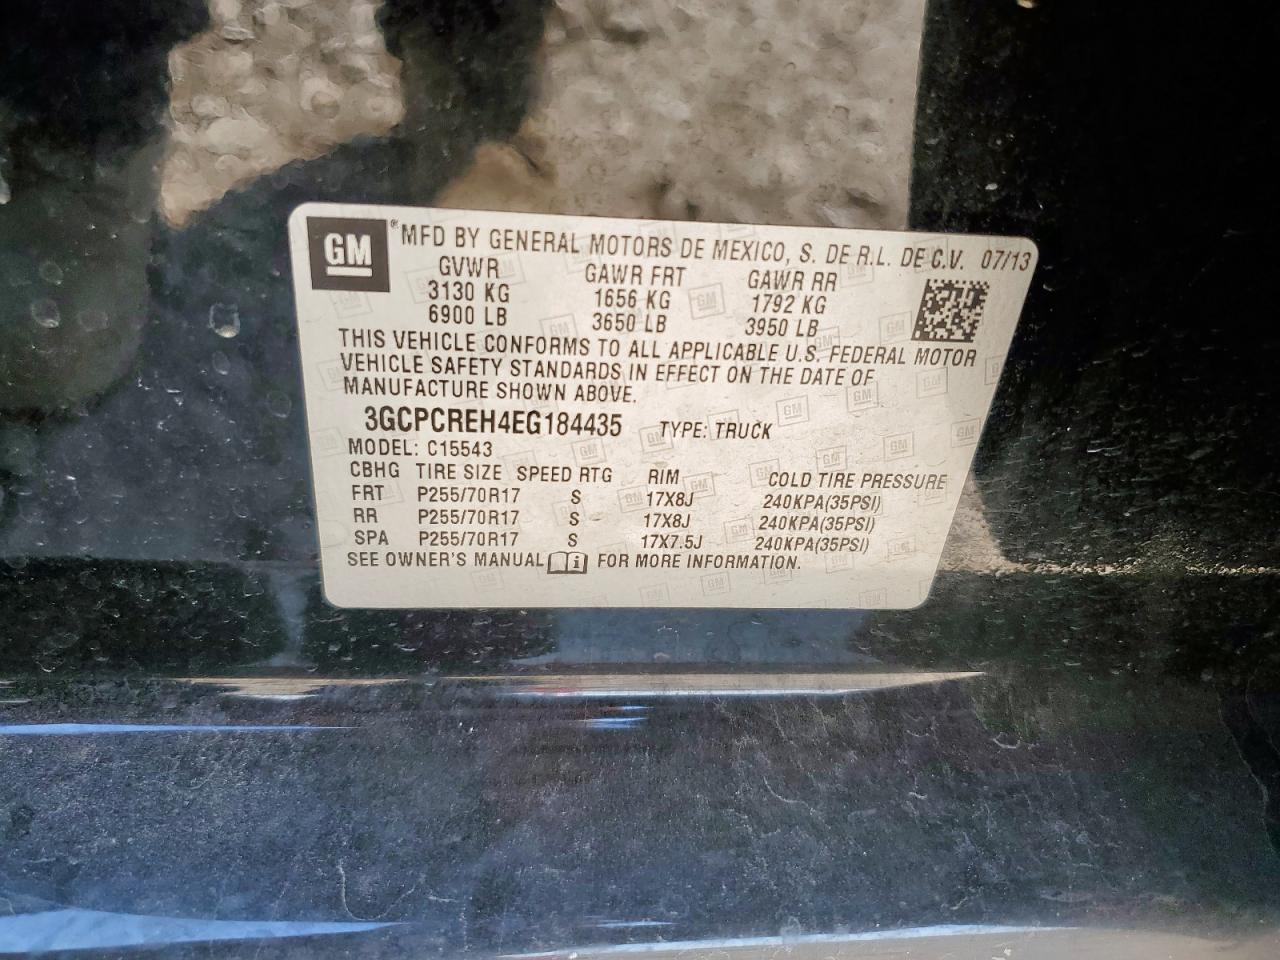 GM ® MFD BY GENERAL MOTORS DE MEXICO, S. DE R.L. DE C.V. 07/13
GVWR GAWR FRT GAWR RR
3130 KG 1656 KG 1792 KG
6900 LB 3650 LB 3950 LB
THIS VEHICLE CONFORMS TO ALL APPLICABLE U.S. FEDERAL MOTOR
VEHICLE SAFETY STANDARDS IN EFFECT ON THE DATE OF
MANUFACTURE SHOWN ABOVE.
3GCPCREH4EG184435 TYPE: TRUCK
MODEL: C15543
CBHG TIRE SIZE SPEED RTG RIM COLD TIRE PRESSURE
FRT P255/70R17 S 17X8J 240KPA(35PSI)
RR P255/70R17 S 17X8J 240KPA(35PSI)
SPA P255/70R17 S 17X7.5J 240KPA(35PSI)
SEE OWNER'S MANUAL i FOR MORE INFORMATION.